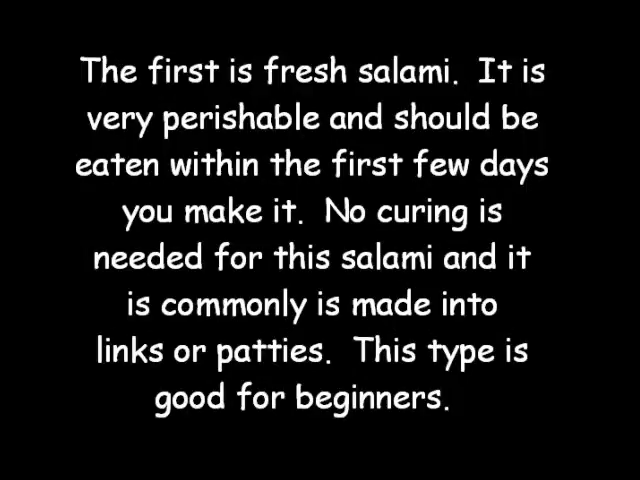 The first is fresh salami.  It is
very perishable and should be
eaten within the first few days
you make it.  No curing is
needed for this salami and it
is commonly is made into
links or patties.  This type is
good for beginners.